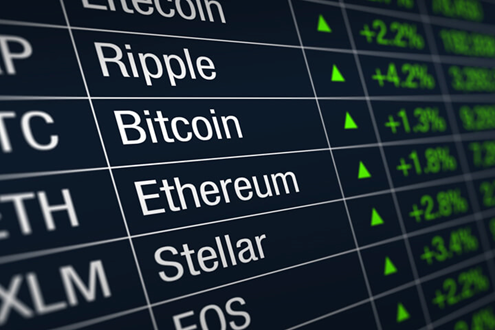 Litecoin ▲ +2.2%
RP Ripple ▲ +4.2%
TC Bitcoin ▲ +1.3%
ETH Ethereum ▲ +1.8%
XLM Stellar ▲ +2.8%
EOS ▲ +3.4%
▲ +2.2%